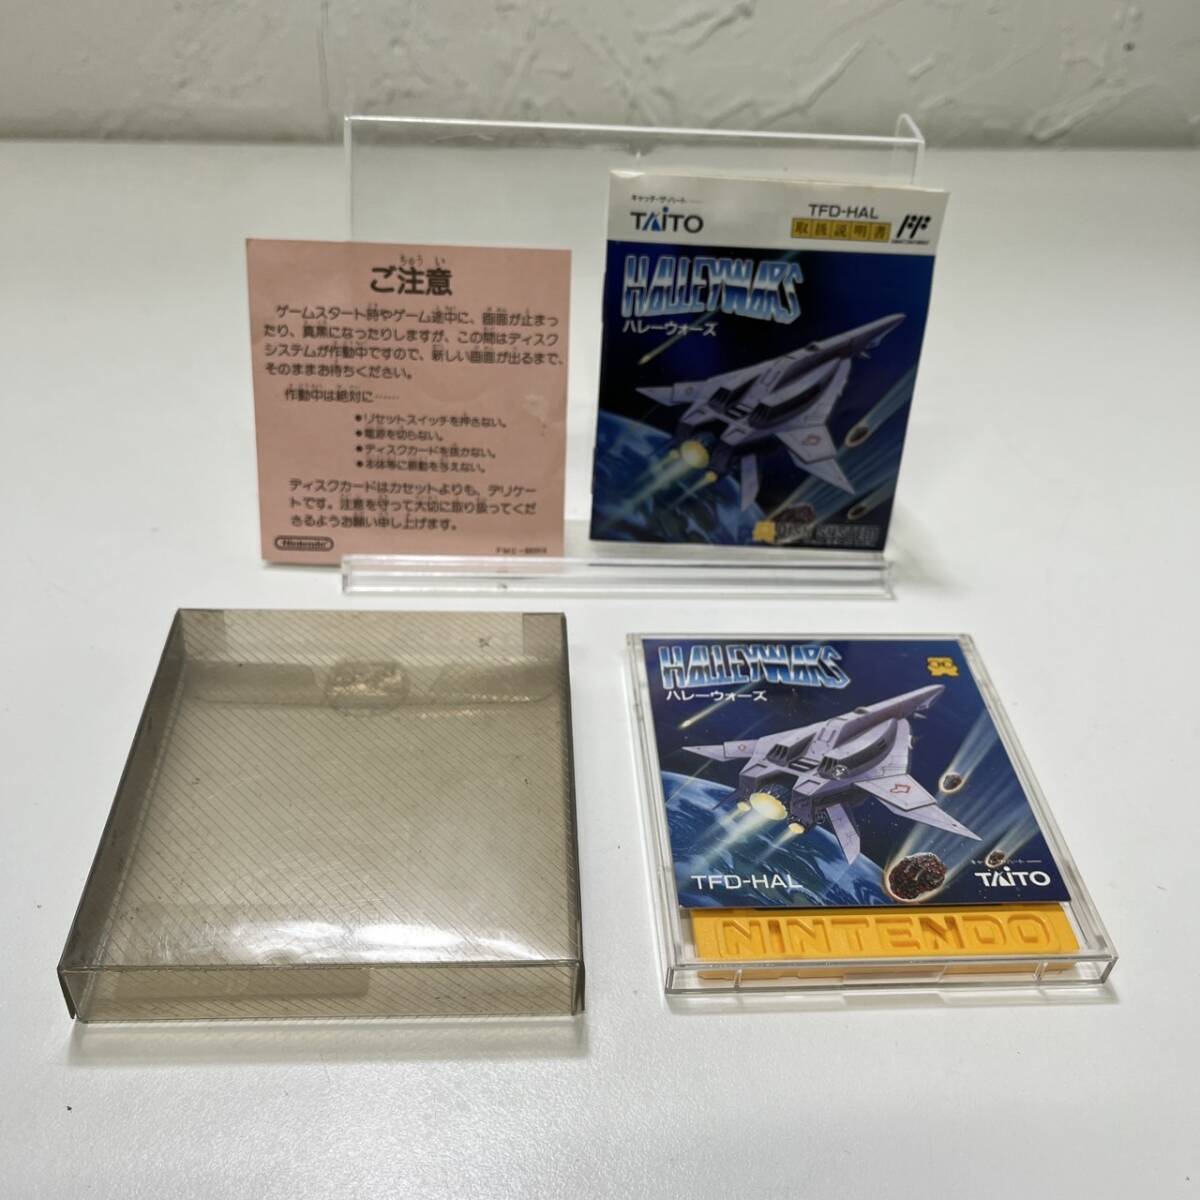 ちゅう い
ご注意
ゲームスタート時やゲーム途中に、画面が止まっ
たり、真黒になったりしますが、この間はディスク
システムが作動中ですので、新しい画面が出るまで、
そのままお待ちください。
作動中は絶対に……
●リセットスイッチを押さない。
●電源を切らない。
●ディスクカードを抜かない。
●本体等に振動を与えない。
ディスクカードはカセットよりも、デリケー
トです。注意を守って大切に取り扱ってくだ
さるようお願い申し上げます。
Nintendo
キャッチ・ザ・ハート
TAITO
TFD-HAL
取扱説明書
HALLEYWARS
ハレーウォーズ
DISK SYSTEM
HALLEYWARS
ハレーウォーズ
TFD-HAL
キャッチ・ザ・ハート
TAITO
NINTENDO